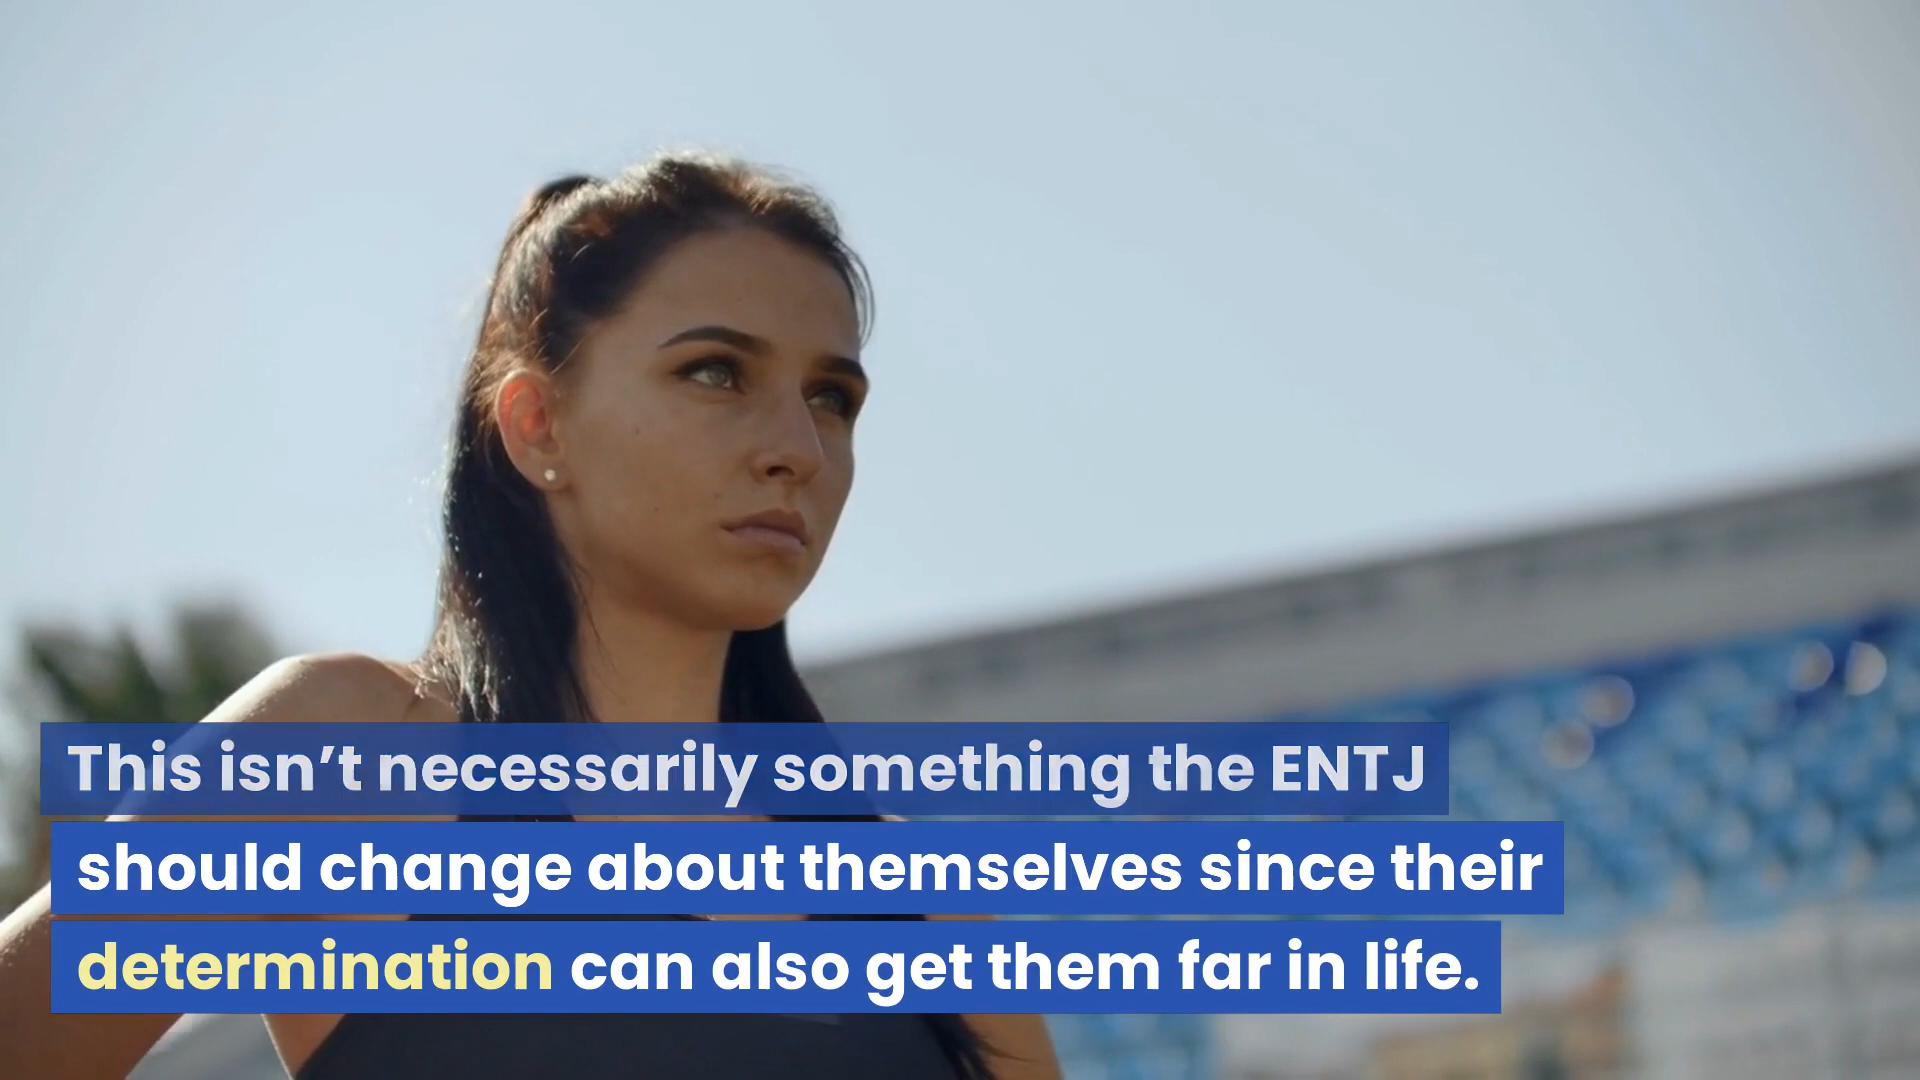 This isn’t necessarily something the ENTJ
should change about themselves since their
determination can also get them far in life.